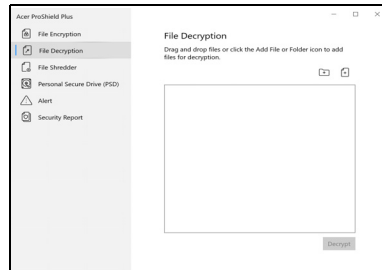 Acer ProShield Plus
File Encryption
File Decryption
File Shredder
Personal Secure Drive (PSD)
Alert
Security Report
File Decryption
Drag and drop files or click the Add File or Folder icon to add
files for decryption.
Decrypt